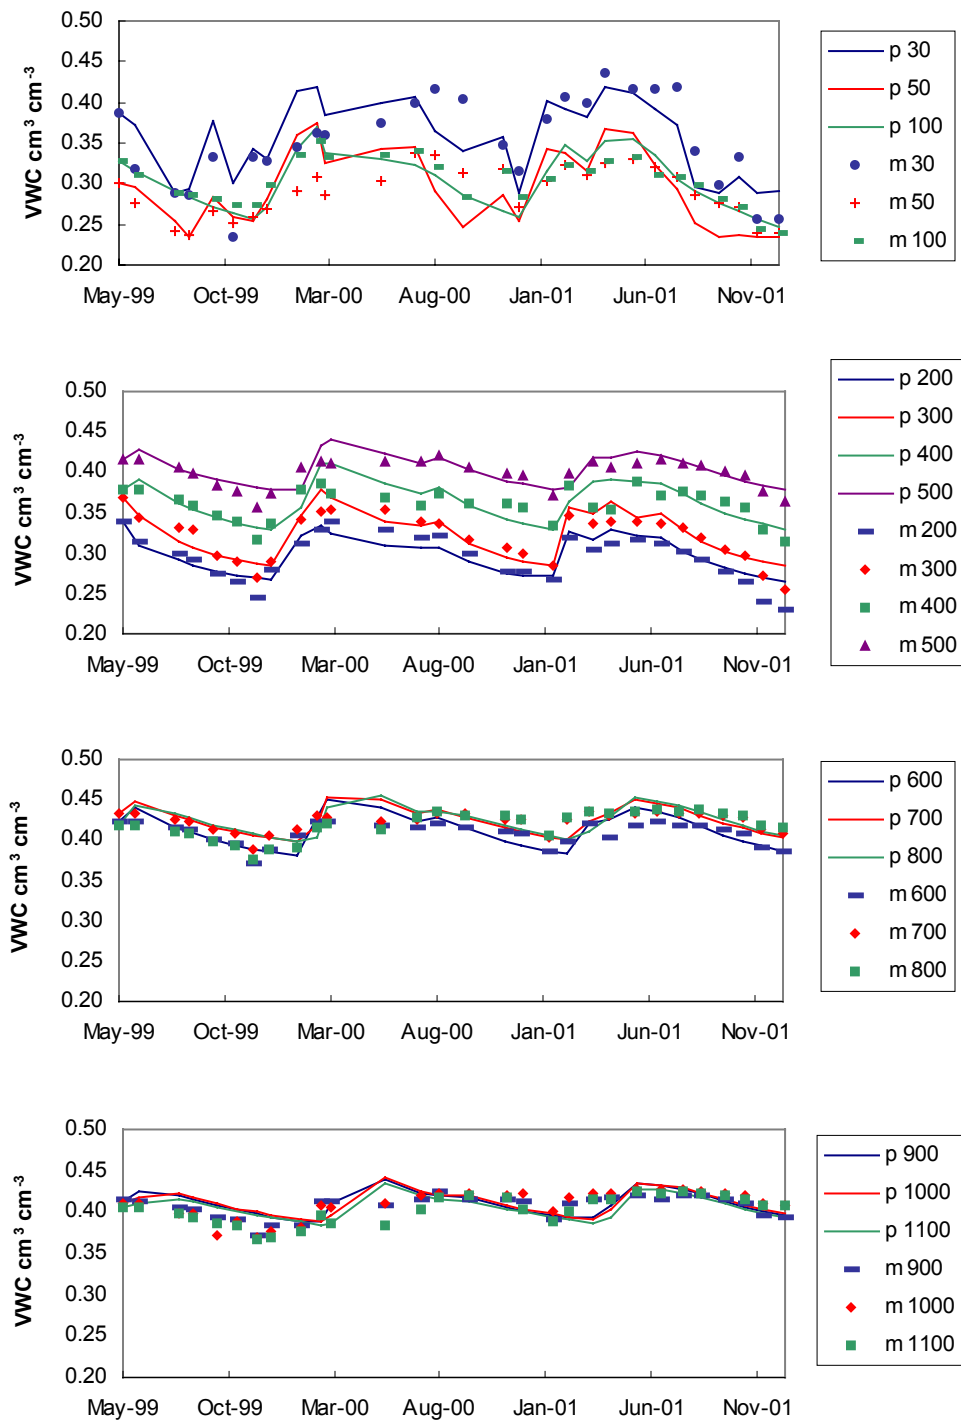 0.50
0.45
0.40
0.35
0.30
0.25
0.20
VWC cm³ cm⁻³
May-99 Oct-99 Mar-00 Aug-00 Jan-01 Jun-01 Nov-01
p 30
p 50
p 100
m 30
m 50
m 100
0.50
0.45
0.40
0.35
0.30
0.25
0.20
VWC cm³ cm⁻³
May-99 Oct-99 Mar-00 Aug-00 Jan-01 Jun-01 Nov-01
p 200
p 300
p 400
p 500
m 200
m 300
m 400
m 500
0.50
0.45
0.40
0.35
0.30
0.25
0.20
VWC cm³ cm⁻³
May-99 Oct-99 Mar-00 Aug-00 Jan-01 Jun-01 Nov-01
p 600
p 700
p 800
m 600
m 700
m 800
0.50
0.45
0.40
0.35
0.30
0.25
0.20
VWC cm³ cm⁻³
May-99 Oct-99 Mar-00 Aug-00 Jan-01 Jun-01 Nov-01
p 900
p 1000
p 1100
m 900
m 1000
m 1100